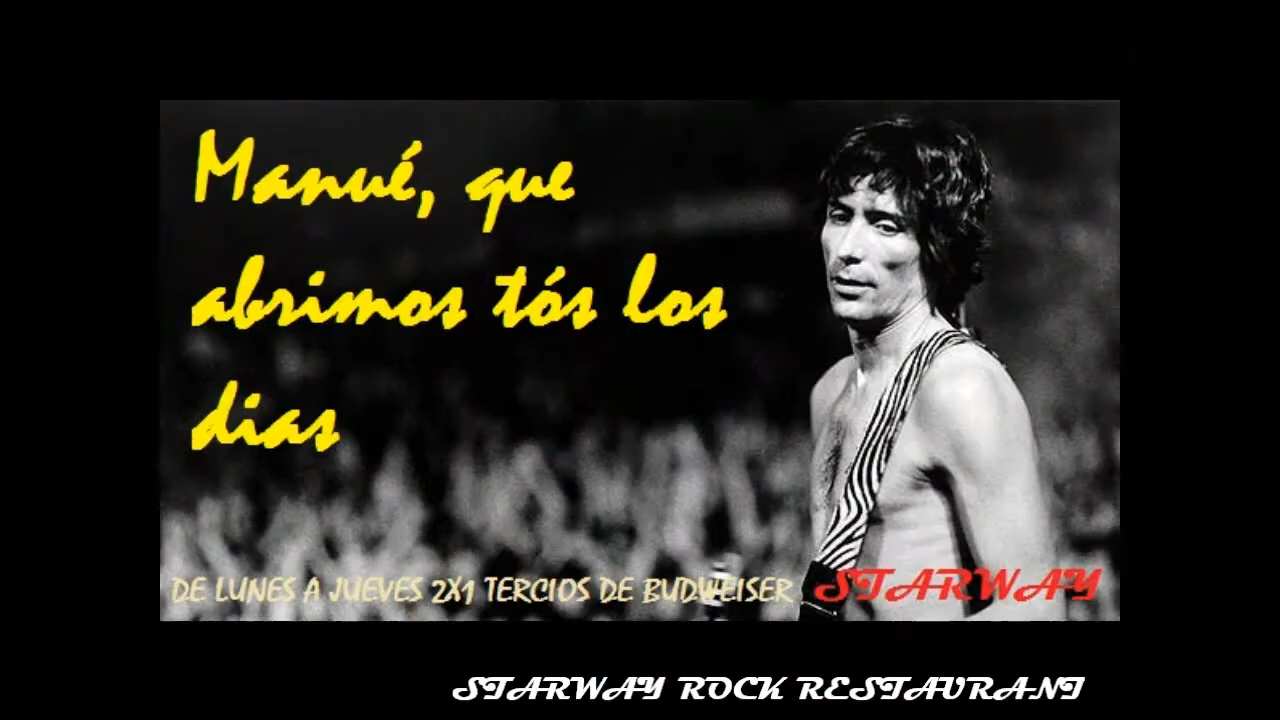 Manué, que
abrimos tós los
dias
DE LUNES A JUEVES 2X1 TERCIOS DE BUDWEISER
STARWAY
STARWAY ROCK RESTAURANT